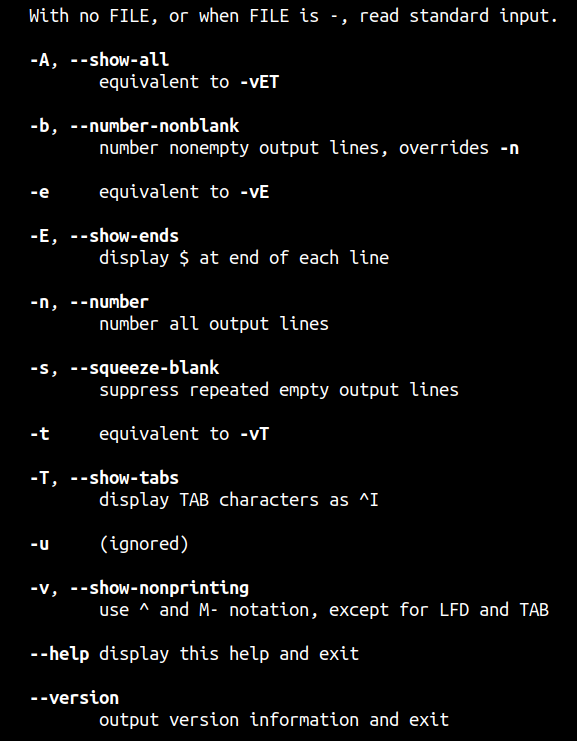 With no FILE, or when FILE is -, read standard input.
-A, --show-all
equivalent to -vET
-b, --number-nonblank
number nonempty output lines, overrides -n
-e equivalent to -vE
-E, --show-ends
display $ at end of each line
-n, --number
number all output lines
-s, --squeeze-blank
suppress repeated empty output lines
-t equivalent to -vT
-T, --show-tabs
display TAB characters as ^I
-u (ignored)
-v, --show-nonprinting
use ^ and M- notation, except for LFD and TAB
--help display this help and exit
--version
output version information and exit